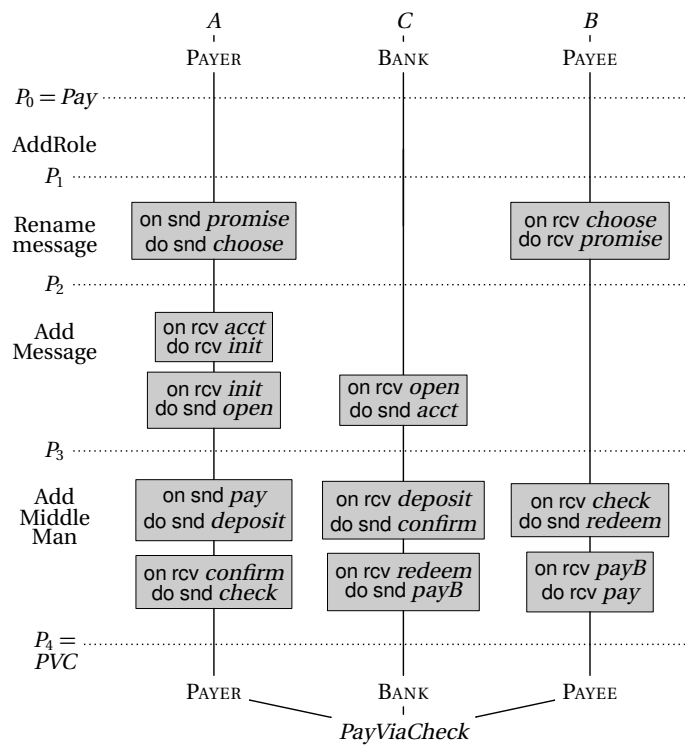 A C B
PAYER BANK PAYEE
P₀ = Pay
AddRole
P₁
Rename
message
on snd promise
do snd choose
on rcv choose
do rcv promise
P₂
Add
Message
on rcv acct
do rcv init
on rcv init
do snd open
on rcv open
do snd acct
P₃
Add
Middle
Man
on snd pay
do snd deposit
on rcv deposit
do snd confirm
on rcv check
do snd redeem
on rcv confirm
do snd check
on rcv redeem
do snd payB
on rcv payB
do rcv pay
P₄ =
PVC
PAYER BANK PAYEE
PayViaCheck